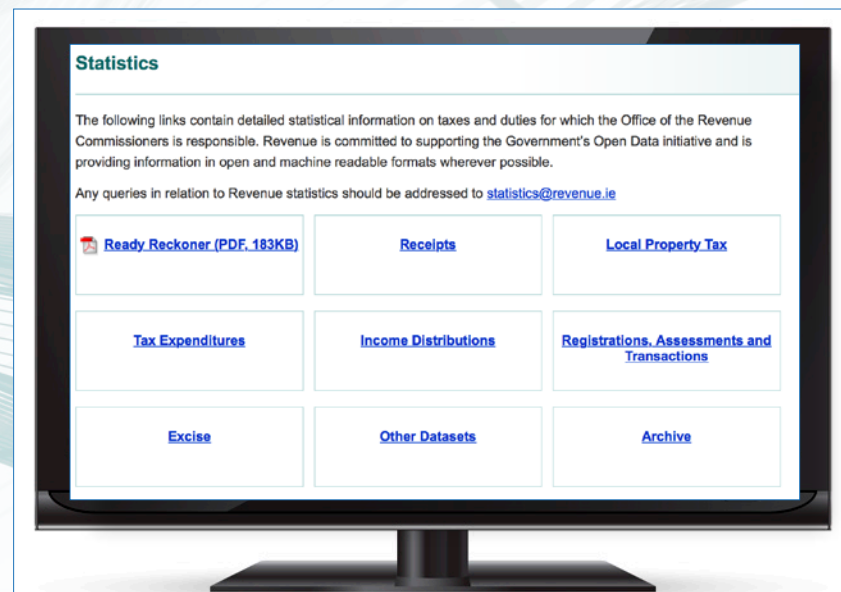 Statistics
The following links contain detailed statistical information on taxes and duties for which the Office of the Revenue
Commissioners is responsible. Revenue is committed to supporting the Government's Open Data initiative and is
providing information in open and machine readable formats wherever possible.
Any queries in relation to Revenue statistics should be addressed to statistics@revenue.ie
Ready Reckoner (PDF, 183KB)
Receipts
Local Property Tax
Tax Expenditures
Income Distributions
Registrations, Assessments and
Transactions
Excise
Other Datasets
Archive